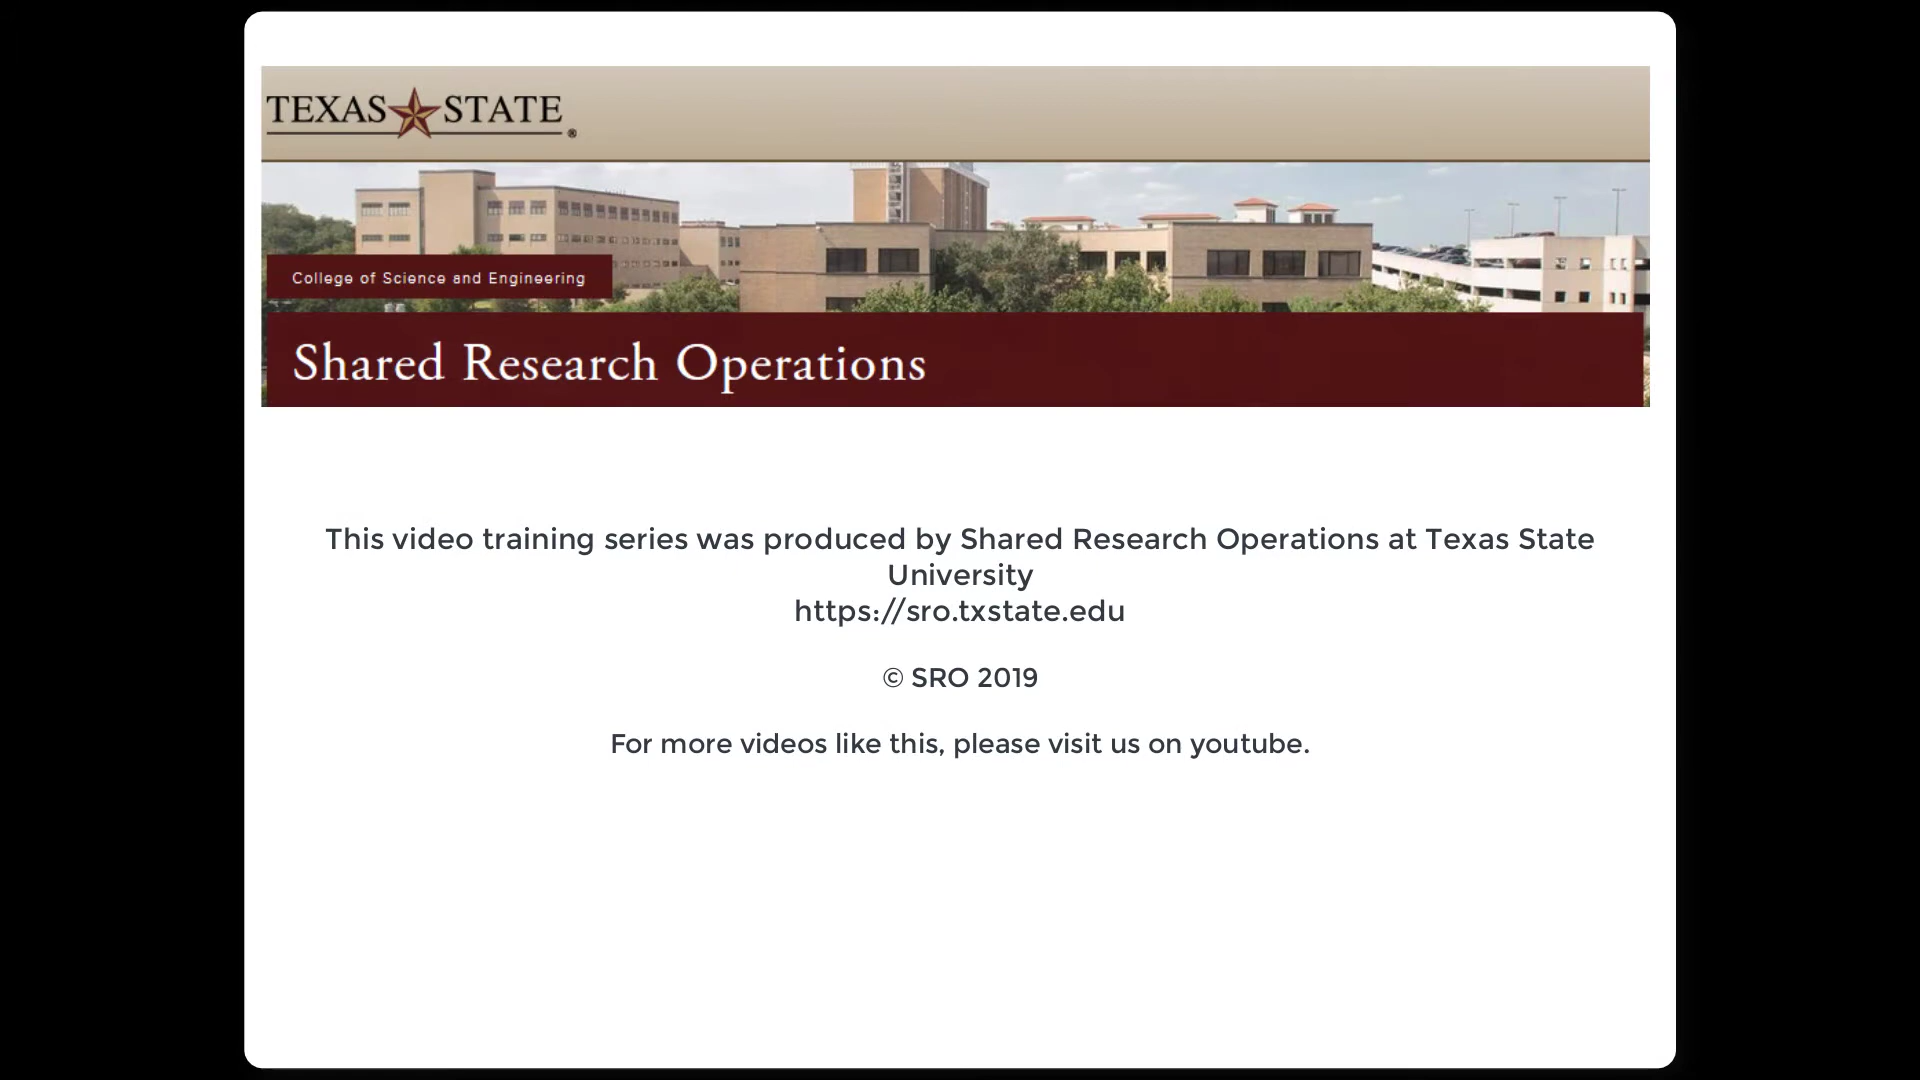 TEXAS STATE ®
College of Science and Engineering
Shared Research Operations
This video training series was produced by Shared Research Operations at Texas State
University
https://sro.txstate.edu
© SRO 2019
For more videos like this, please visit us on youtube.